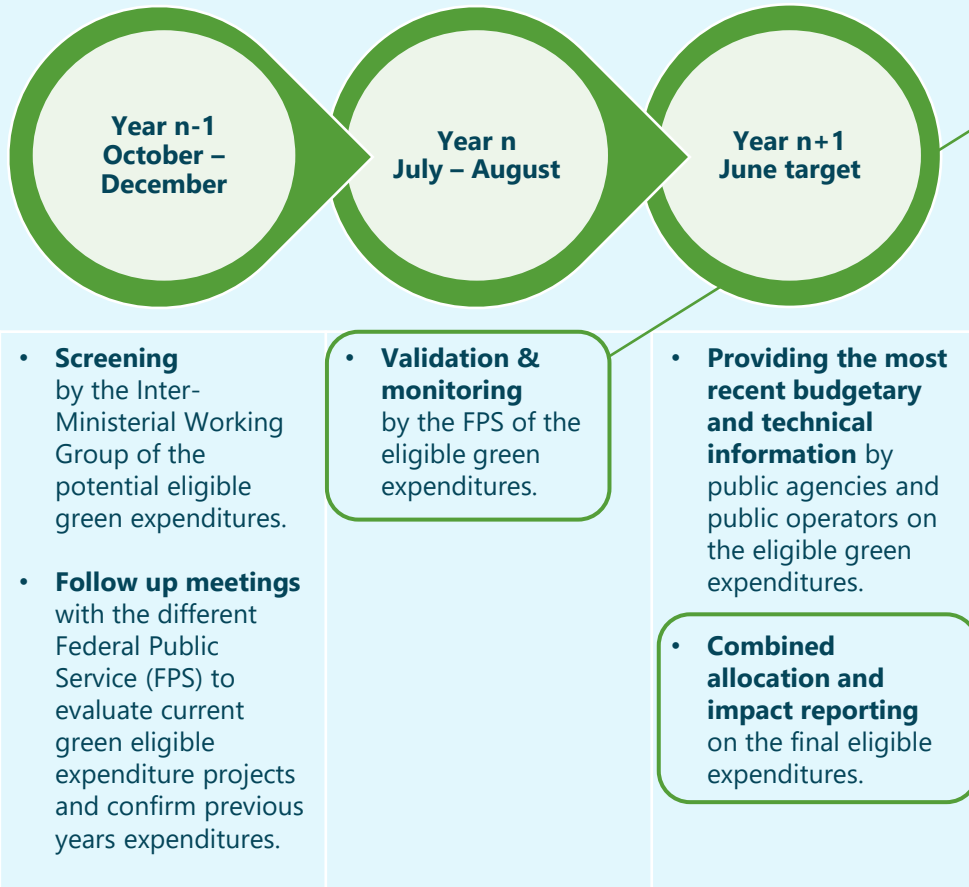 Year n-1
October –
December
Year n
July – August
Year n+1
June target
• Screening
by the Inter-
Ministerial Working
Group of the
potential eligible
green expenditures.
• Follow up meetings
with the different
Federal Public
Service (FPS) to
evaluate current
green eligible
expenditure projects
and confirm previous
years expenditures.
• Validation &
monitoring
by the FPS of the
eligible green
expenditures.
• Providing the most
recent budgetary
and technical
information by
public agencies and
public operators on
the eligible green
expenditures.
• Combined
allocation and
impact reporting
on the final eligible
expenditures.